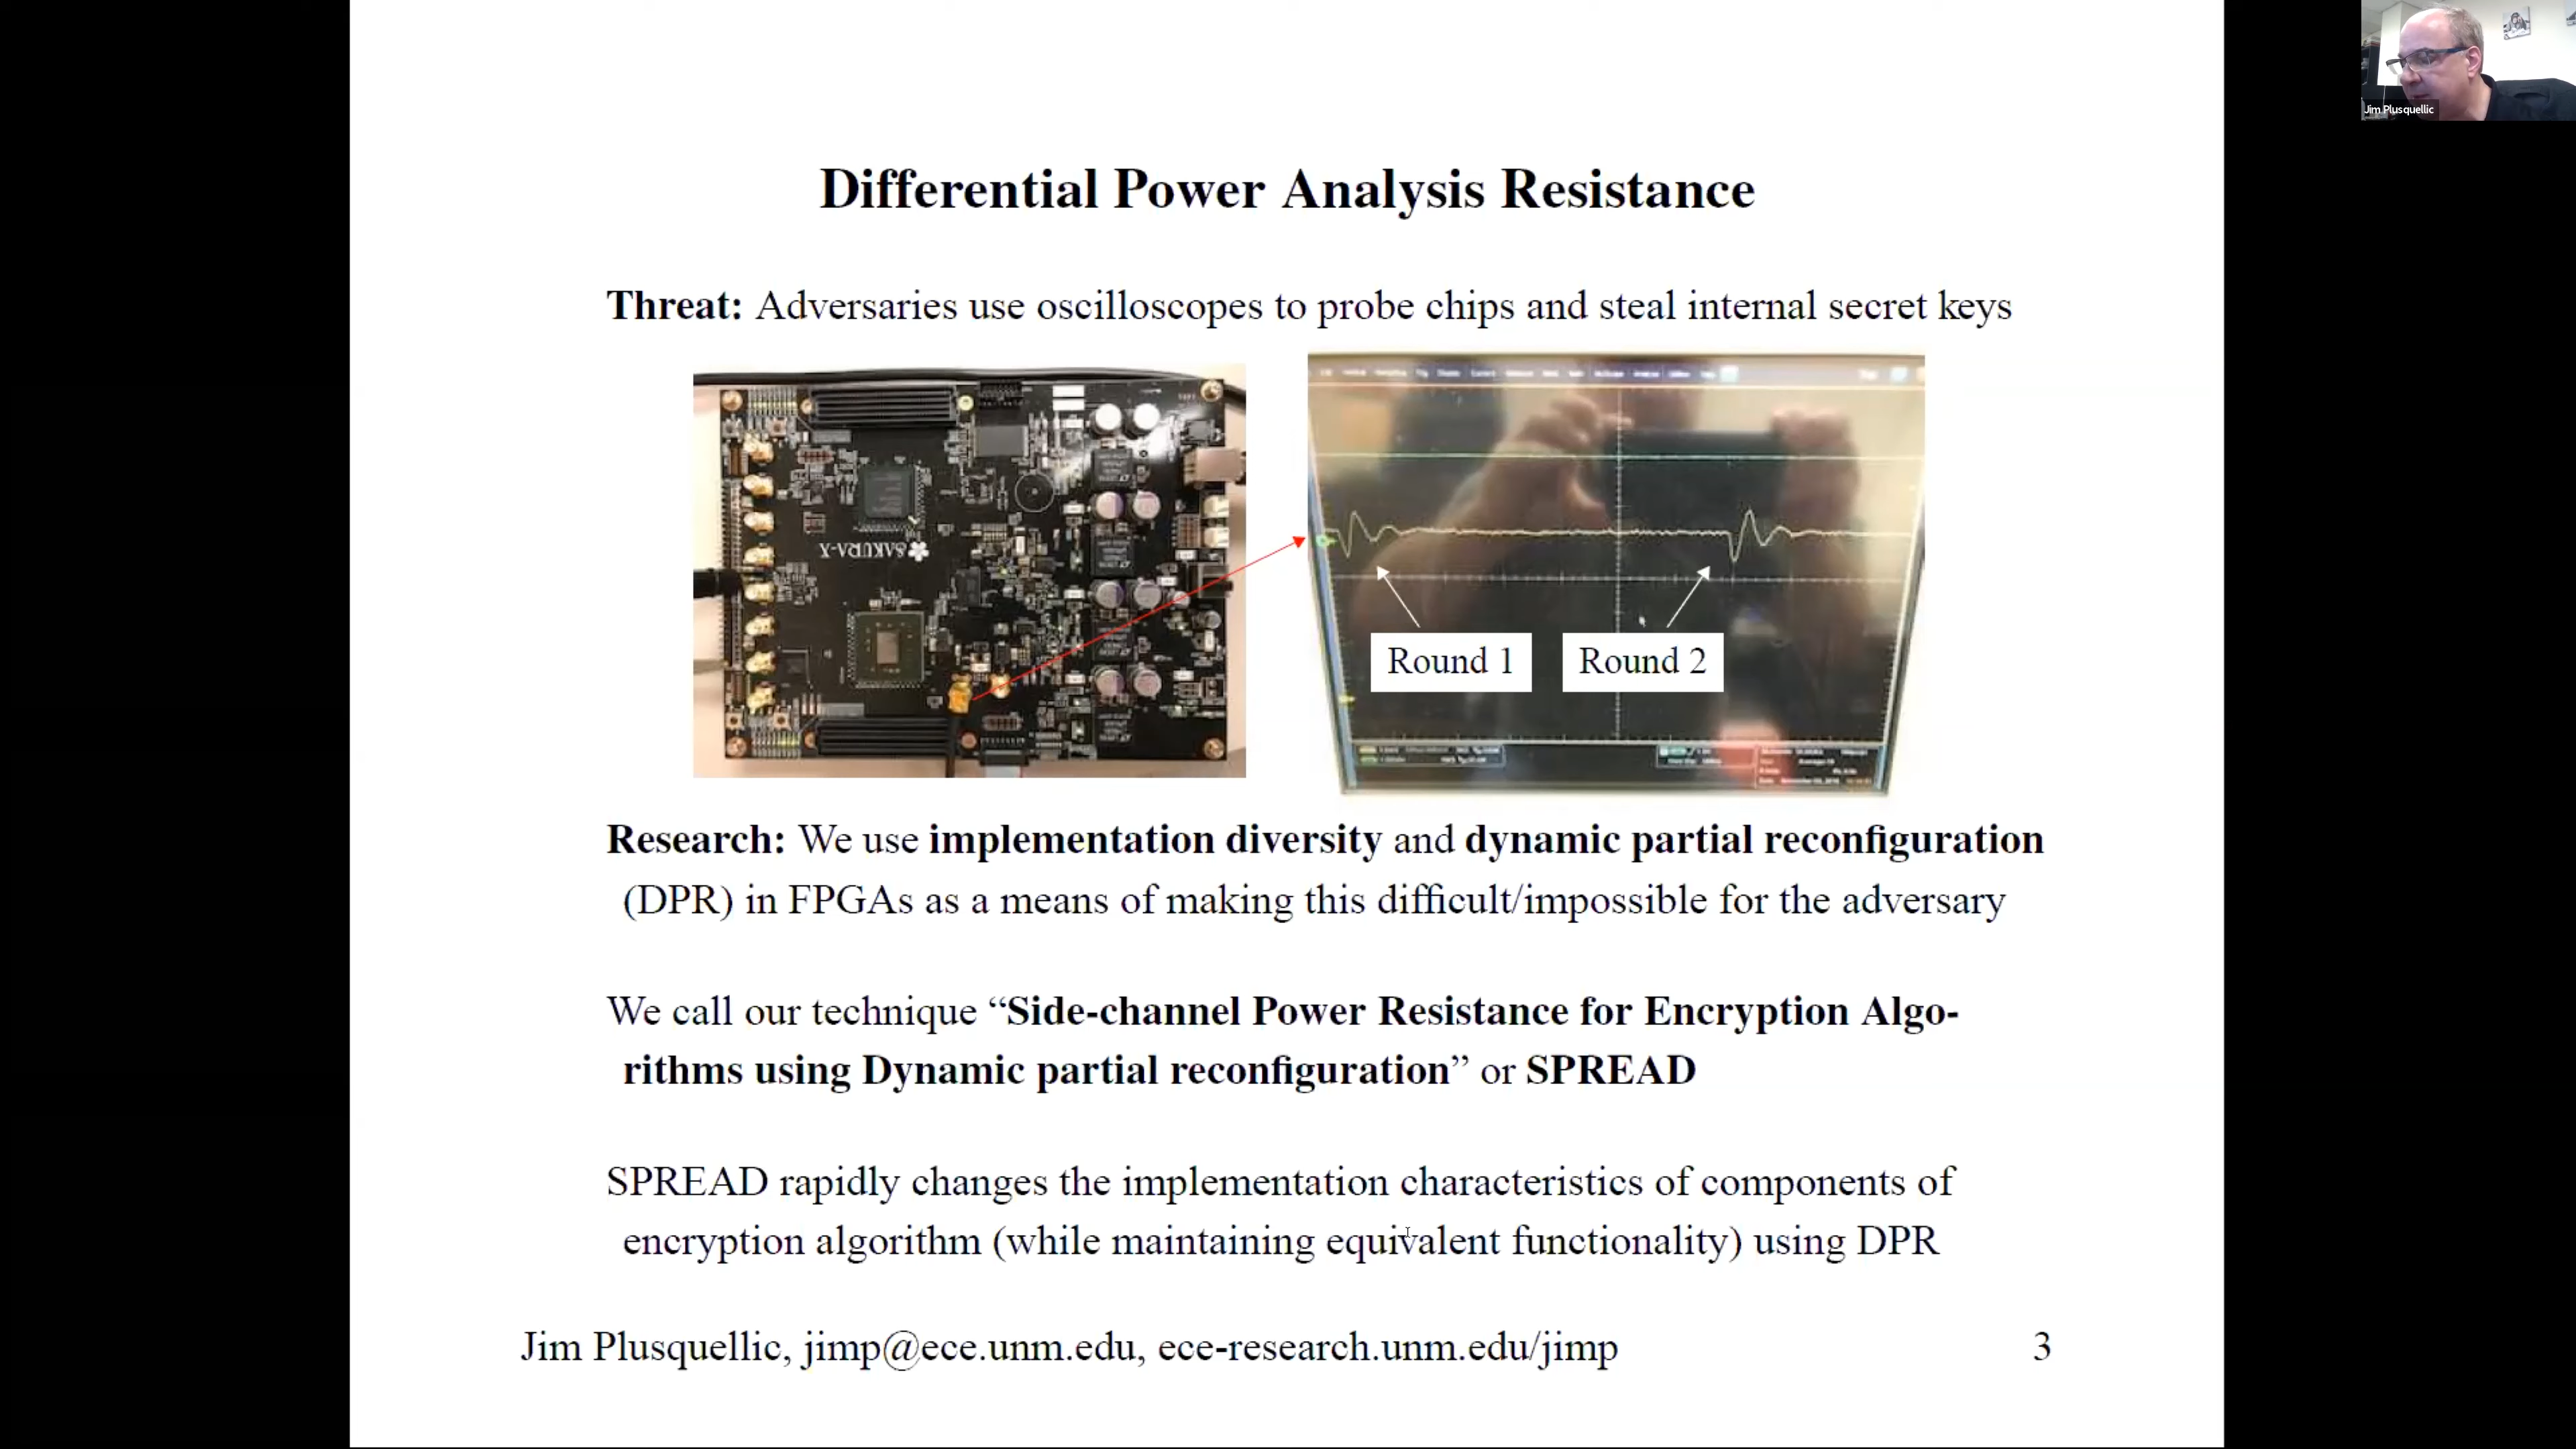 Jim Plusquellic
Differential Power Analysis Resistance
Threat: Adversaries use oscilloscopes to probe chips and steal internal secret keys
SAKURA-X
Round 1
Round 2
Research: We use implementation diversity and dynamic partial reconfiguration
(DPR) in FPGAs as a means of making this difficult/impossible for the adversary
We call our technique “Side-channel Power Resistance for Encryption Algo-
rithms using Dynamic partial reconfiguration” or SPREAD
SPREAD rapidly changes the implementation characteristics of components of
encryption algorithm (while maintaining equivalent functionality) using DPR
Jim Plusquellic, jimp@ece.unm.edu, ece-research.unm.edu/jimp
3